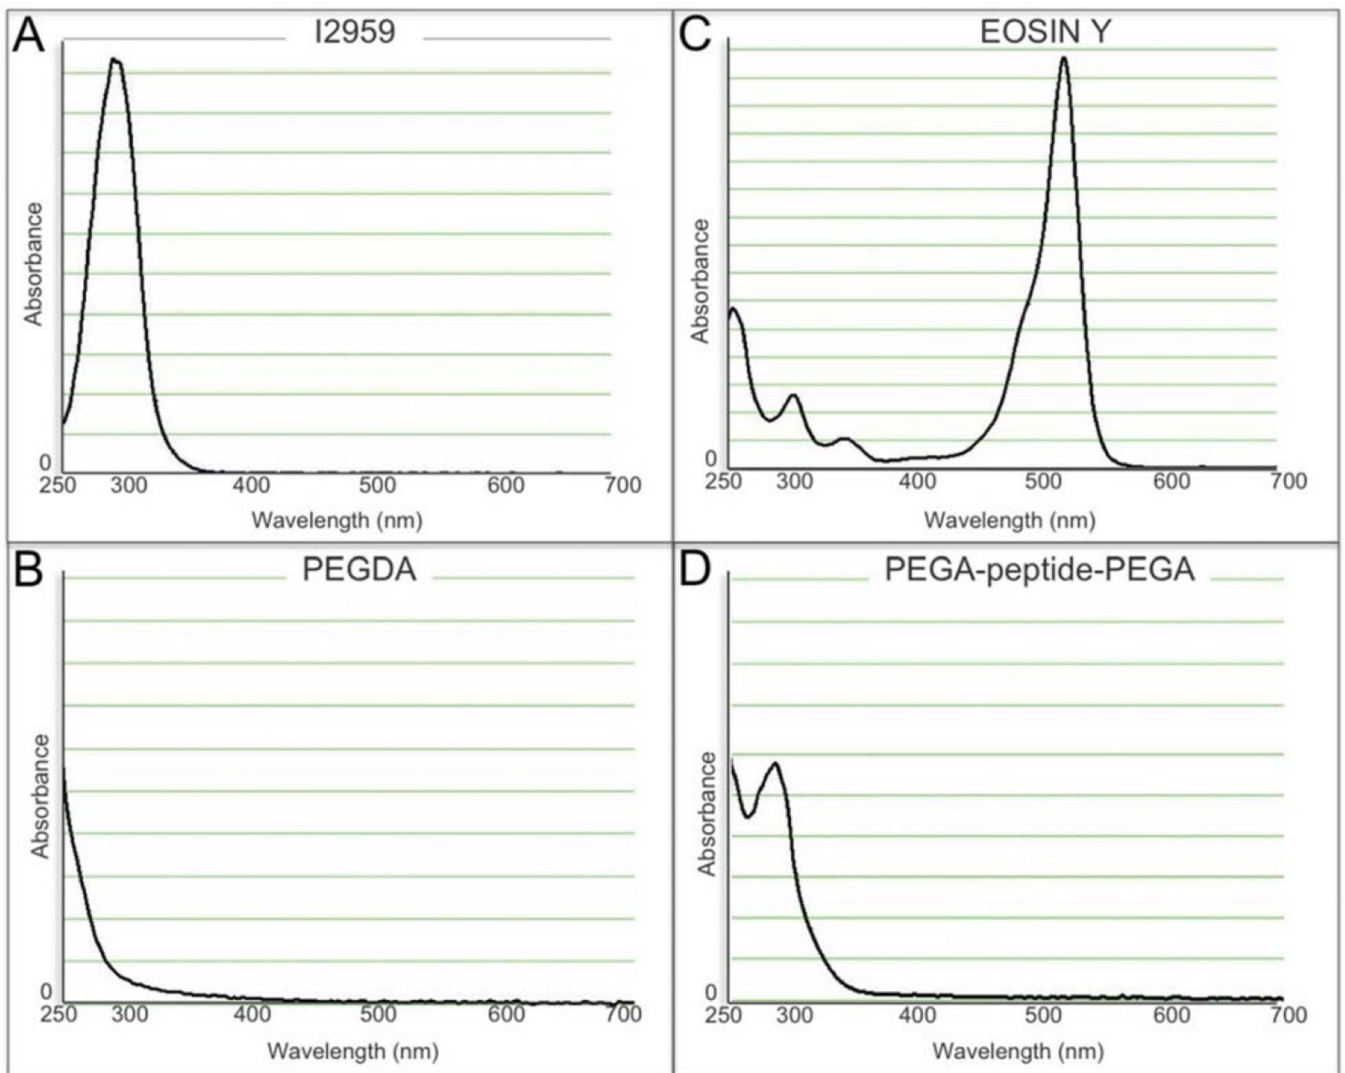 A
I2959
Absorbance
0
250 300 400 500 600 700
Wavelength (nm)
C
EOSIN Y
Absorbance
0
250 300 400 500 600 700
Wavelength (nm)
B
PEGDA
Absorbance
0
250 300 400 500 600 700
Wavelength (nm)
D
PEGA-peptide-PEGA
Absorbance
0
250 300 400 500 600 700
Wavelength (nm)